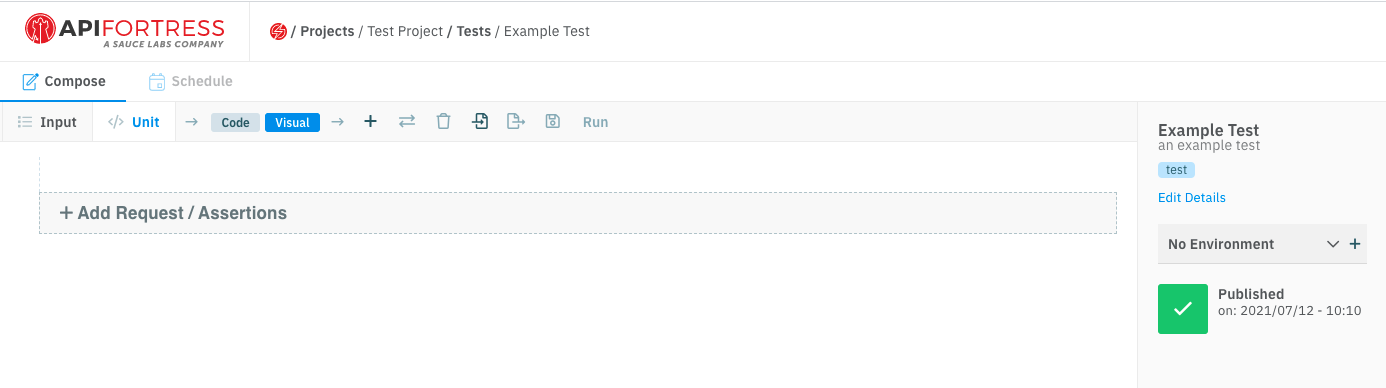 APIFORTRESS
A SAUCE LABS COMPANY
/ Projects / Test Project / Tests / Example Test
Compose
Schedule
Input
Unit
Code
Visual
Run
+ Add Request / Assertions
Example Test
an example test
test
Edit Details
No Environment
Published
on: 2021/07/12 - 10:10